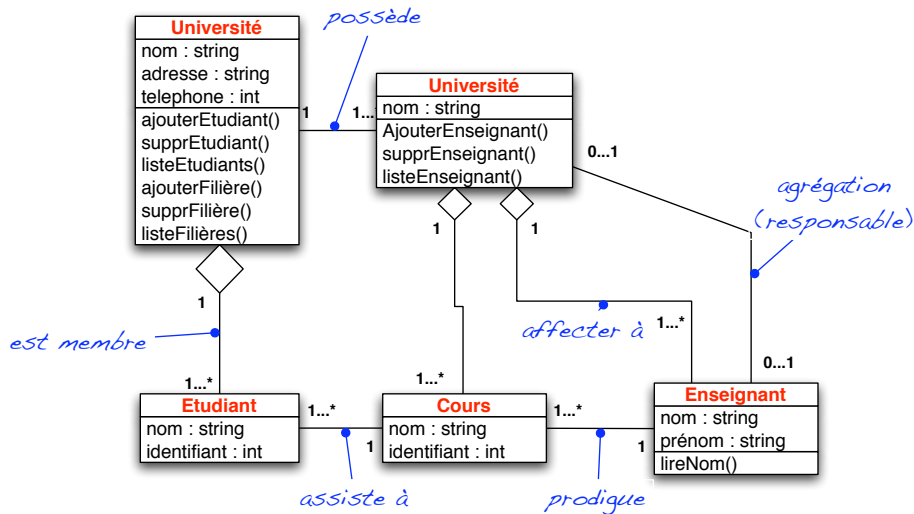 possède
Université
nom : string
adresse : string
telephone : int
ajouterEtudiant()
supprEtudiant()
listeEtudiants()
ajouterFilière()
supprFilière()
listeFilières()
1
1...*
Université
nom : string
AjouterEnseignant()
supprEnseignant()
listeEnseignant()
0...1
agrégation
(responsable)
1
1
1
est membre
affecter à
1...*
1...*
1...*
0...1
Etudiant
nom : string
identifiant : int
1...*
1
assiste à
Cours
nom : string
identifiant : int
1...*
1
prodigue
Enseignant
nom : string
prénom : string
lireNom()